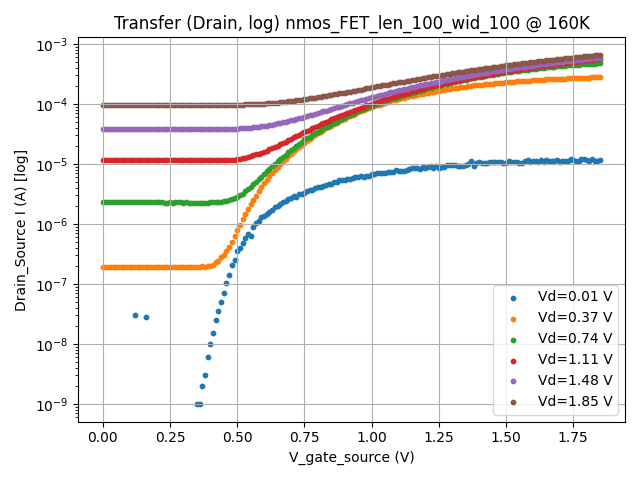 Transfer (Drain, log) nmos_FET_len_100_wid_100 @ 160K
Drain_Source I (A) [log]
10⁻³
10⁻⁴
10⁻⁵
10⁻⁶
10⁻⁷
10⁻⁸
10⁻⁹
Vd=0.01 V
Vd=0.37 V
Vd=0.74 V
Vd=1.11 V
Vd=1.48 V
Vd=1.85 V
0.00 0.25 0.50 0.75 1.00 1.25 1.50 1.75
V_gate_source (V)